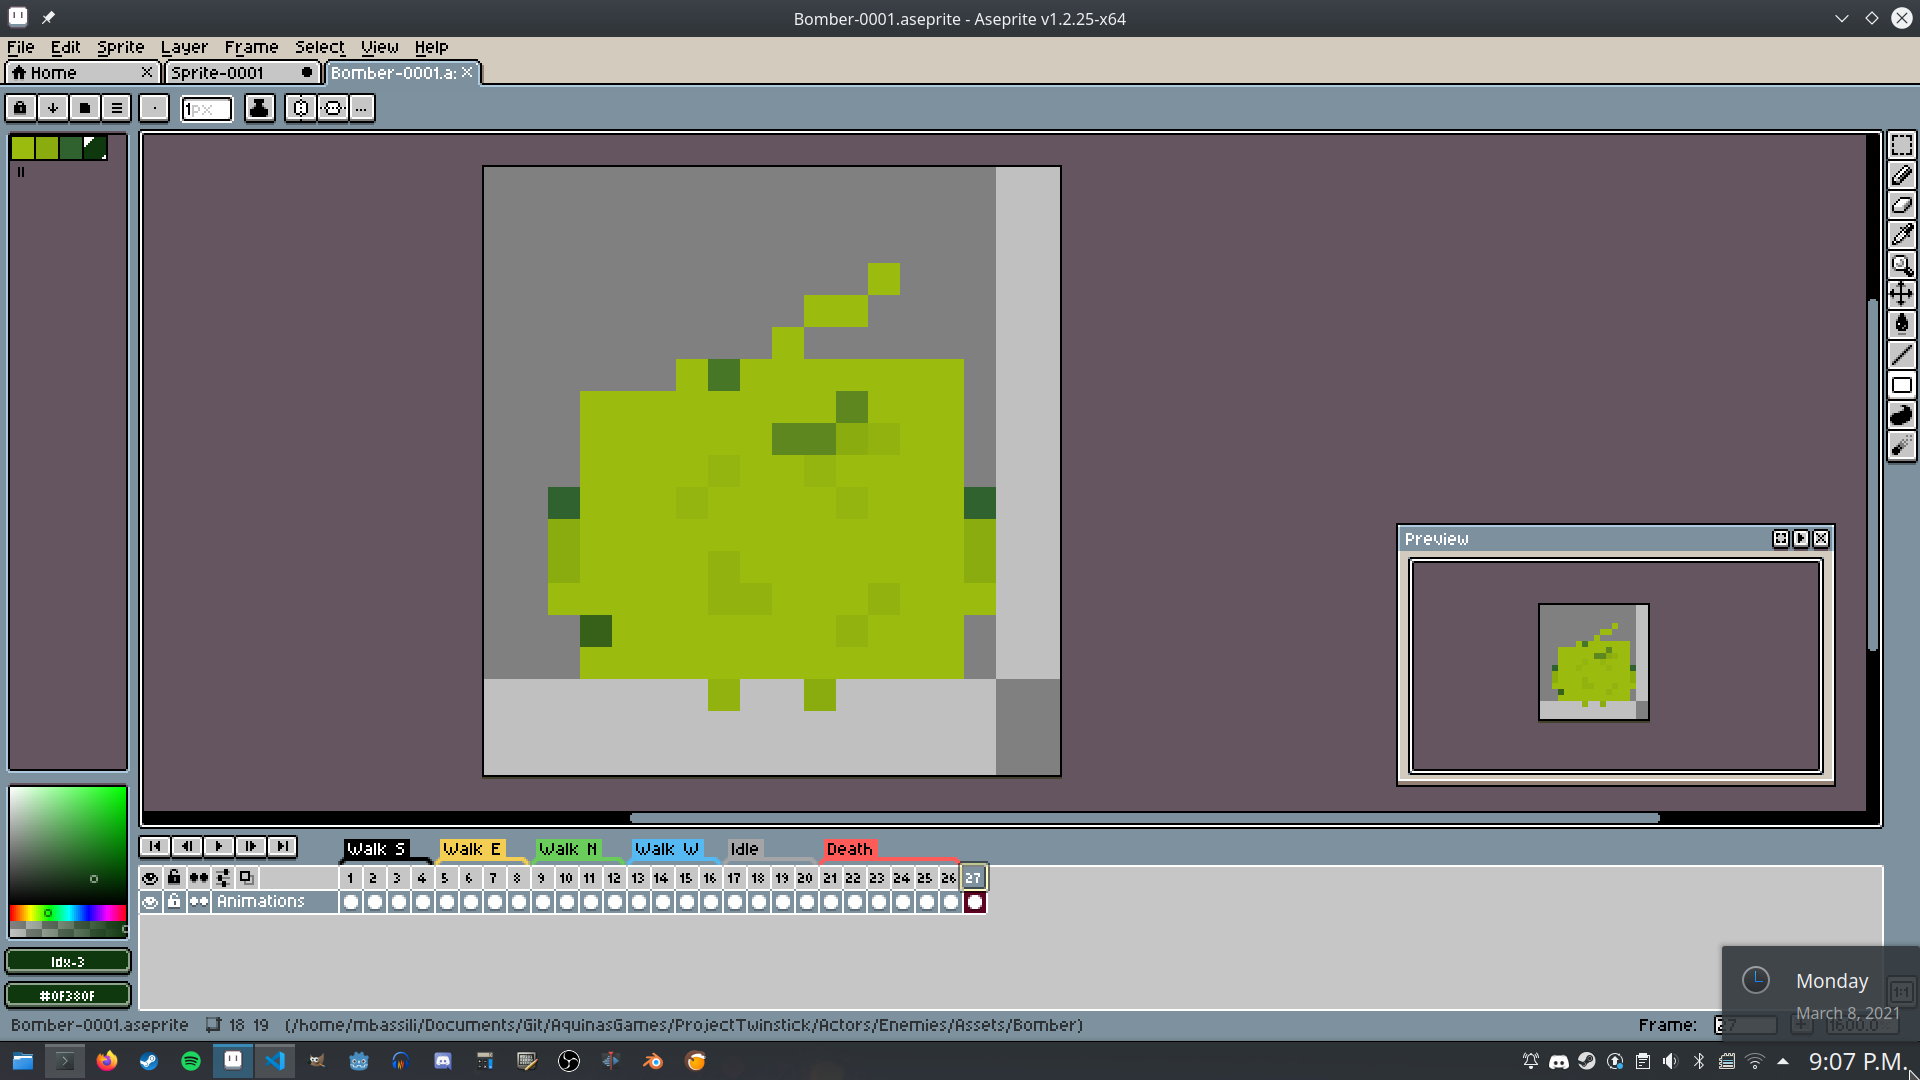 Bomber-0001.aseprite - Aseprite v1.2.25-x64
File Edit Sprite Layer Frame Select View Help
Home Sprite-0001 Bomber-0001.a:
1px
Preview
Walk S Walk E Walk N Walk W Idle Death
1 2 3 4 5 6 7 8 9 10 11 12 13 14 15 16 17 18 19 20 21 22 23 24 25 26 27
Animations
Idx-3
#0F380F
Monday
March 8, 2021
1:1
Bomber-0001.aseprite 18 19 (/home/mbassili/Documents/Git/AquinasGames/ProjectTwinstick/Actors/Enemies/Assets/Bomber) Frame: 27 1600.0
9:07 P.M.